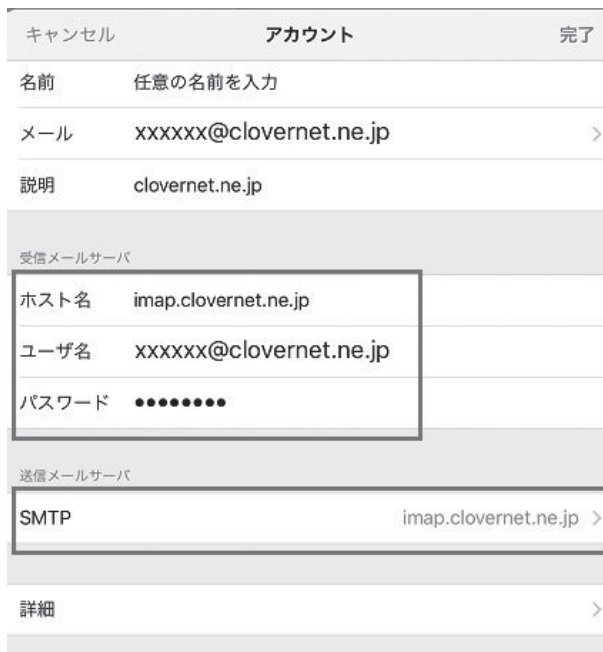 キャンセル アカウント 完了
名前 任意の名前を入力
メール xxxxxx@clovernet.ne.jp
説明 clovernet.ne.jp
受信メールサーバ
ホスト名 imap.clovernet.ne.jp
ユーザ名 xxxxxx@clovernet.ne.jp
パスワード ●●●●●●●●
送信メールサーバ
SMTP imap.clovernet.ne.jp
詳細